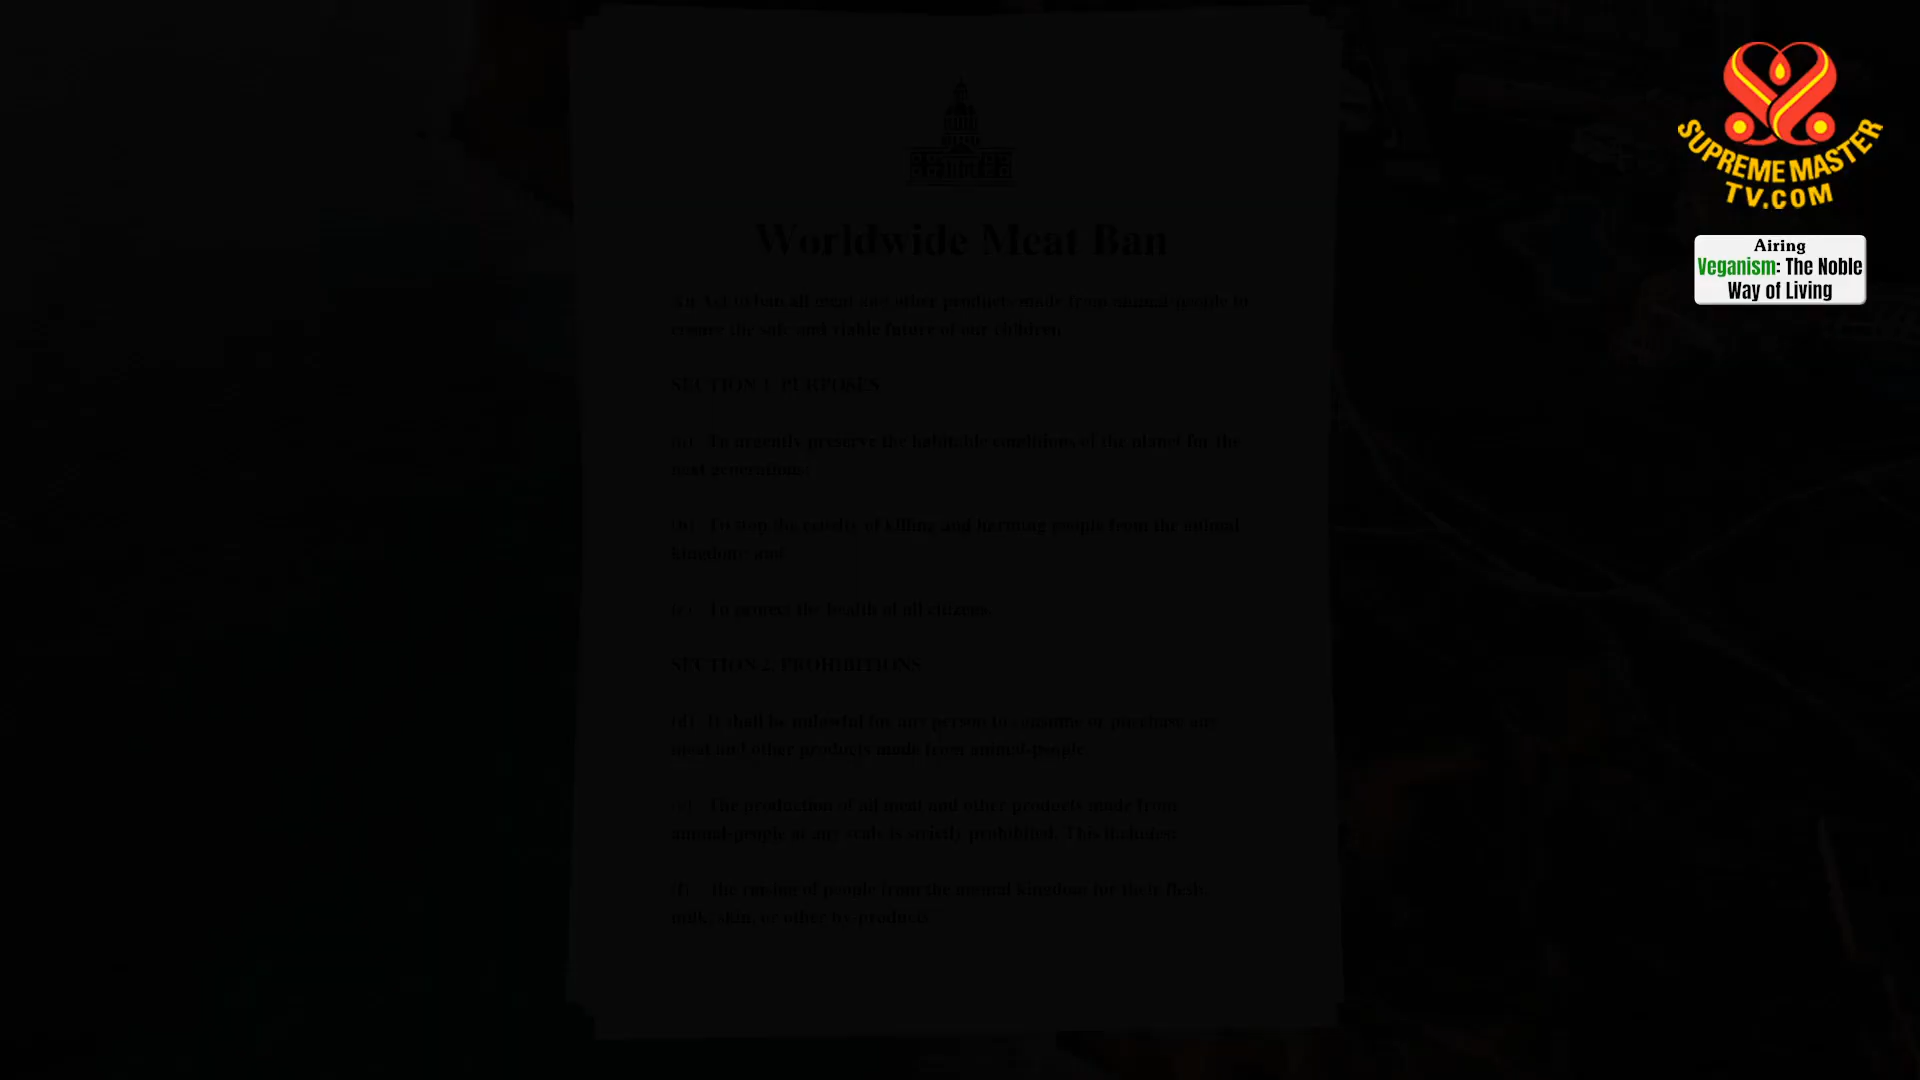 SUPREME MASTER
TV.COM
Airing
Veganism: The Noble
Way of Living
Worldwide Meat Ban
An Act to ban all meat and other products made from animal-people to
ensure the safe and viable future of our children
SECTION 1. PURPOSES
(a) To urgently preserve the habitable conditions of the planet for the
next generations;
(b) To stop the cruelty of killing and harming people from the animal
kingdom; and
(c) To protect the health of all citizens.
SECTION 2. PROHIBITIONS
(d) It shall be unlawful for any person to consume or purchase any
meat and other products made from animal-people.
(e) The production of all meat and other products made from
animal-people at any scale is strictly prohibited. This includes:
(f) the raising of people from the animal kingdom for their flesh,
milk, skin, or other by-products